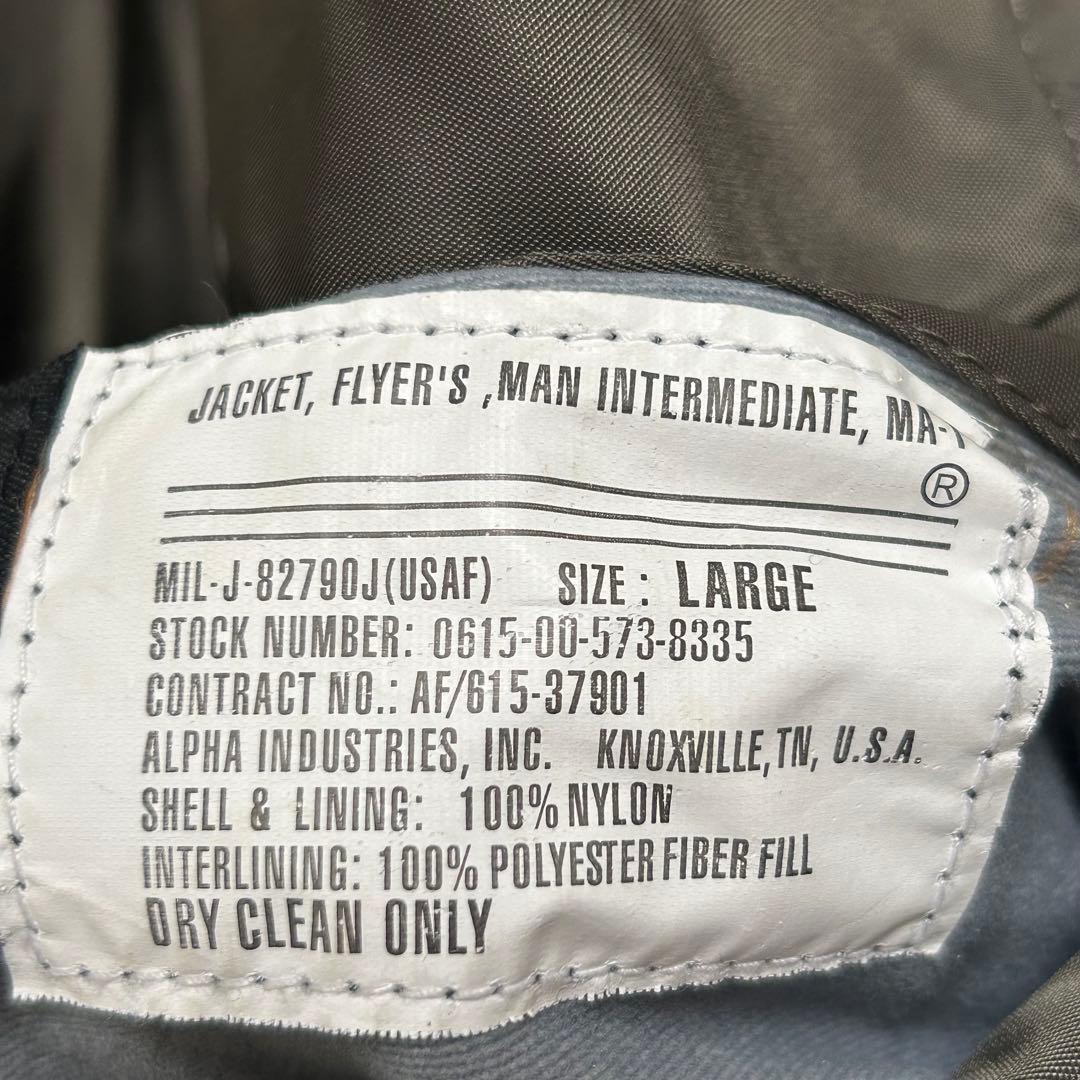 JACKET, FLYER'S ,MAN INTERMEDIATE, MA-1
®
MIL-J-82790J(USAF) SIZE : LARGE
STOCK NUMBER: 0615-00-573-8335
CONTRACT NO.: AF/615-37901
ALPHA INDUSTRIES, INC. KNOXVILLE, TN, U.S.A.
SHELL & LINING: 100% NYLON
INTERLINING: 100% POLYESTER FIBER FILL
DRY CLEAN ONLY